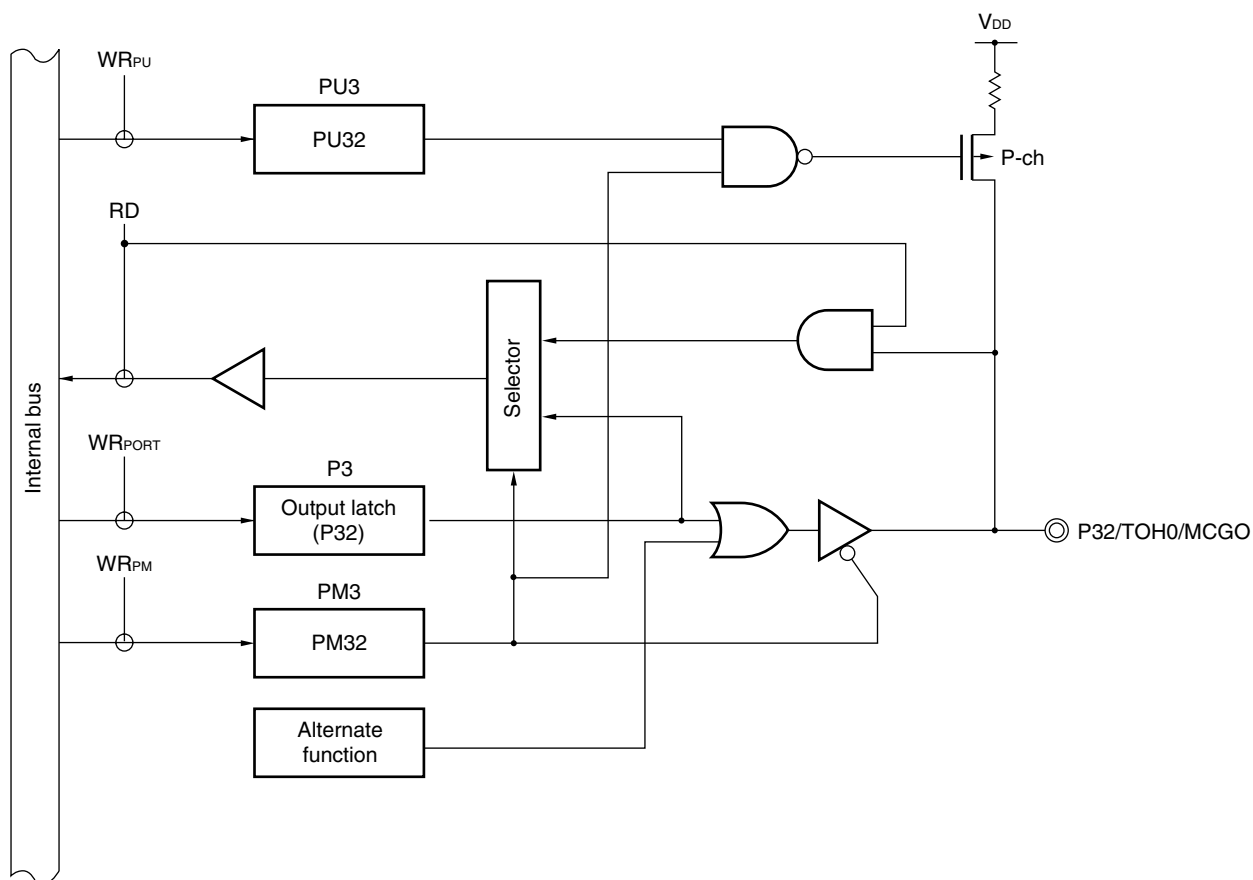 VDD
WRPU
PU3
PU32
P-ch
RD
Selector
Internal bus
WRPORT
P3
Output latch
(P32)
P32/TOH0/MCGO
WRPM
PM3
PM32
Alternate
function